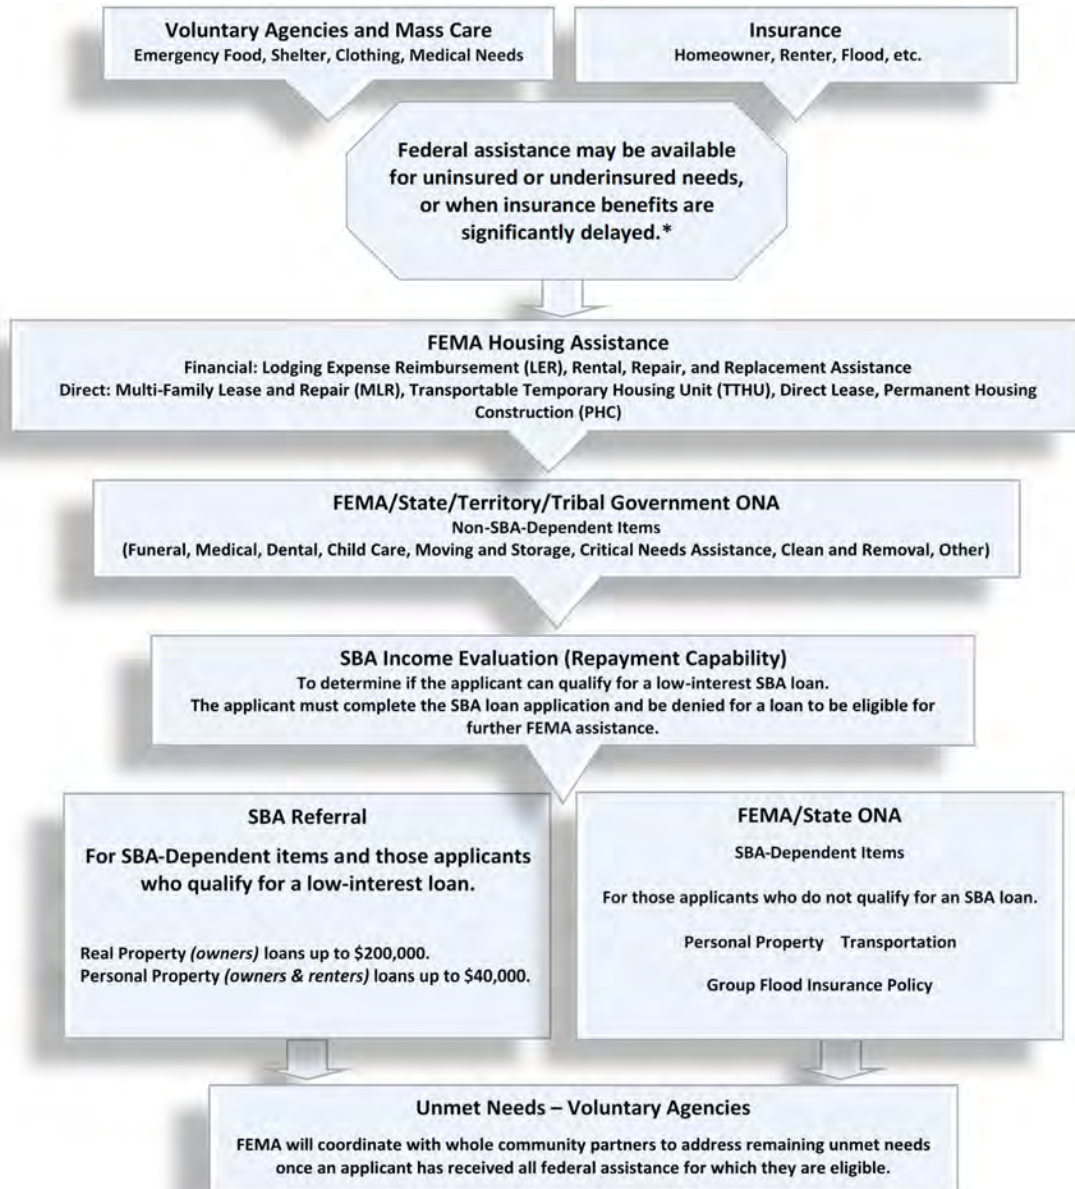 Voluntary Agencies and Mass Care
Emergency Food, Shelter, Clothing, Medical Needs
Insurance
Homeowner, Renter, Flood, etc.
Federal assistance may be available
for uninsured or underinsured needs,
or when insurance benefits are
significantly delayed.*
FEMA Housing Assistance
Financial: Lodging Expense Reimbursement (LER), Rental, Repair, and Replacement Assistance
Direct: Multi-Family Lease and Repair (MLR), Transportable Temporary Housing Unit (TTHU), Direct Lease, Permanent Housing
Construction (PHC)
FEMA/State/Territory/Tribal Government ONA
Non-SBA-Dependent Items
(Funeral, Medical, Dental, Child Care, Moving and Storage, Critical Needs Assistance, Clean and Removal, Other)
SBA Income Evaluation (Repayment Capability)
To determine if the applicant can qualify for a low-interest SBA loan.
The applicant must complete the SBA loan application and be denied for a loan to be eligible for
further FEMA assistance.
SBA Referral
For SBA-Dependent items and those applicants
who qualify for a low-interest loan.
Real Property (owners) loans up to $200,000.
Personal Property (owners & renters) loans up to $40,000.
FEMA/State ONA
SBA-Dependent Items
For those applicants who do not qualify for an SBA loan.
Personal Property Transportation
Group Flood Insurance Policy
Unmet Needs – Voluntary Agencies
FEMA will coordinate with whole community partners to address remaining unmet needs
once an applicant has received all federal assistance for which they are eligible.